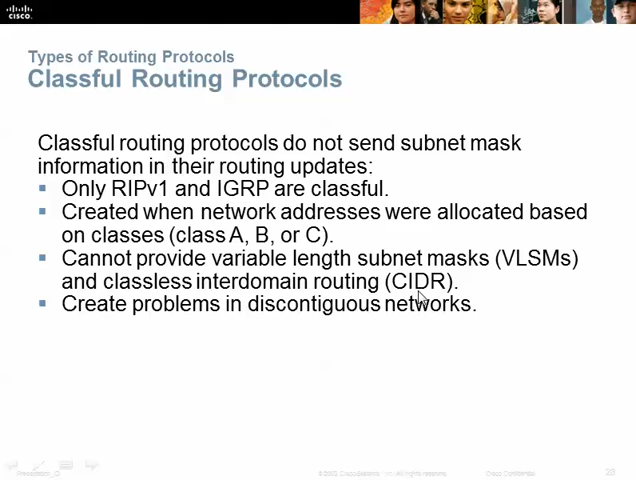 CISCO.
Types of Routing Protocols
Classful Routing Protocols
Classful routing protocols do not send subnet mask
information in their routing updates:
Only RIPv1 and IGRP are classful.
Created when network addresses were allocated based
on classes (class A, B, or C).
Cannot provide variable length subnet masks (VLSMs)
and classless interdomain routing (CIDR).
Create problems in discontiguous networks.
Presentation_ID
Cisco Systems, Inc. All rights reserved.
Cisco Confidential